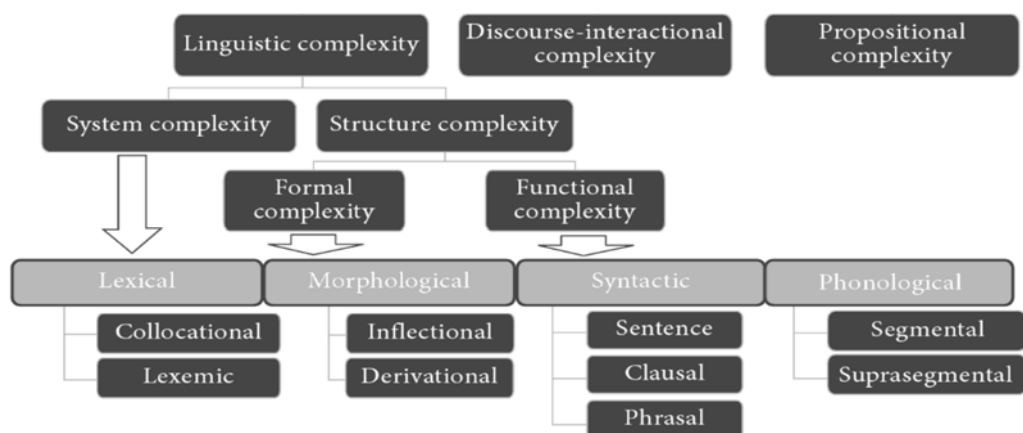 Linguistic complexity
Discourse-interactional
complexity
Propositional
complexity
System complexity
Structure complexity
Formal
complexity
Functional
complexity
Lexical
Morphological
Syntactic
Phonological
Collocational
Inflectional
Sentence
Segmental
Lexemic
Derivational
Clausal
Suprasegmental
Phrasal